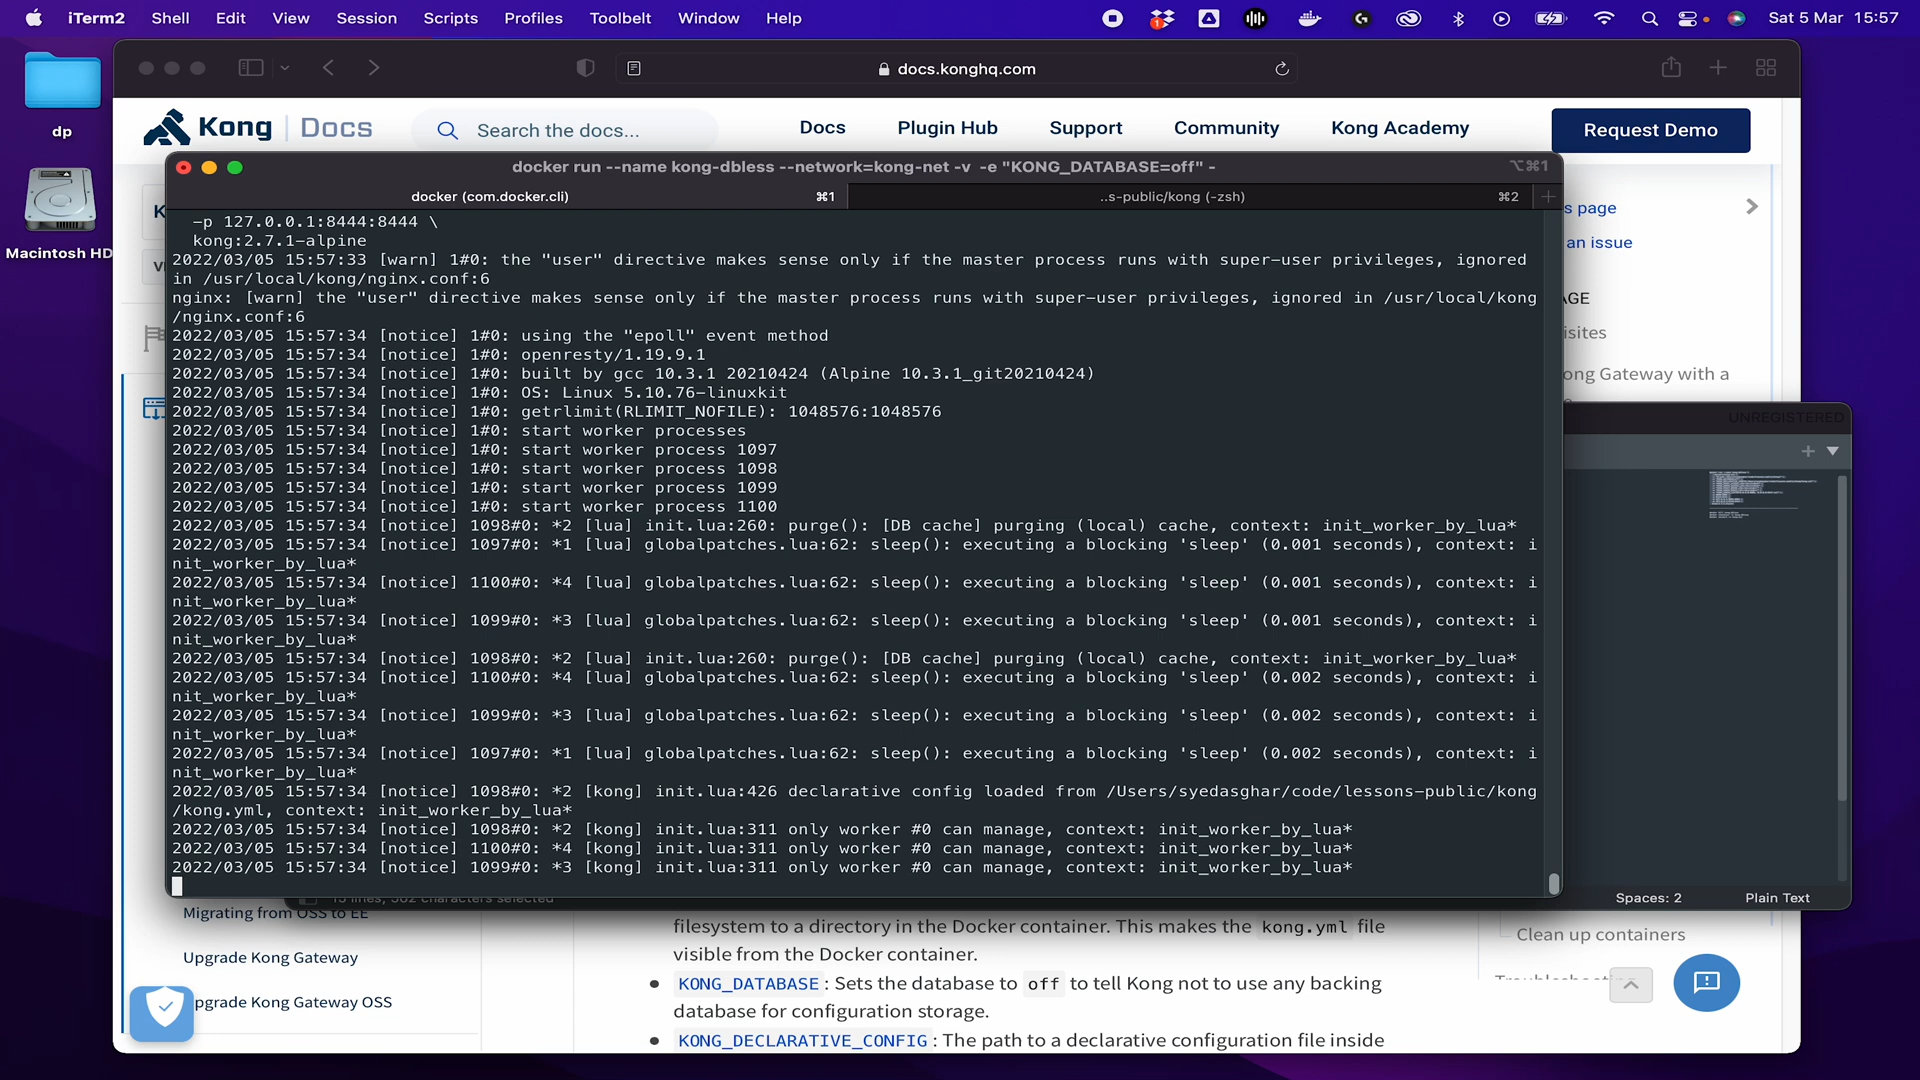 iTerm2 Shell Edit View Session Scripts Profiles Toolbelt Window Help
1
Sat 5 Mar 15:57
dp
Macintosh HD
docs.konghq.com
Kong Docs
Search the docs...
Docs
Plugin Hub
Support
Community
Kong Academy
Request Demo
docker run --name kong-dbless --network=kong-net -v -e "KONG_DATABASE=off" -
⌥⌘1
docker (com.docker.cli)
⌘1
..s-public/kong (-zsh)
⌘2
-p 127.0.0.1:8444:8444 \
kong:2.7.1-alpine
2022/03/05 15:57:33 [warn] 1#0: the "user" directive makes sense only if the master process runs with super-user privileges, ignored
in /usr/local/kong/nginx.conf:6
nginx: [warn] the "user" directive makes sense only if the master process runs with super-user privileges, ignored in /usr/local/kong
/nginx.conf:6
2022/03/05 15:57:34 [notice] 1#0: using the "epoll" event method
2022/03/05 15:57:34 [notice] 1#0: openresty/1.19.9.1
2022/03/05 15:57:34 [notice] 1#0: built by gcc 10.3.1 20210424 (Alpine 10.3.1_git20210424)
2022/03/05 15:57:34 [notice] 1#0: OS: Linux 5.10.76-linuxkit
2022/03/05 15:57:34 [notice] 1#0: getrlimit(RLIMIT_NOFILE): 1048576:1048576
2022/03/05 15:57:34 [notice] 1#0: start worker processes
2022/03/05 15:57:34 [notice] 1#0: start worker process 1097
2022/03/05 15:57:34 [notice] 1#0: start worker process 1098
2022/03/05 15:57:34 [notice] 1#0: start worker process 1099
2022/03/05 15:57:34 [notice] 1#0: start worker process 1100
2022/03/05 15:57:34 [notice] 1098#0: *2 [lua] init.lua:260: purge(): [DB cache] purging (local) cache, context: init_worker_by_lua*
2022/03/05 15:57:34 [notice] 1097#0: *1 [lua] globalpatches.lua:62: sleep(): executing a blocking 'sleep' (0.001 seconds), context: i
nit_worker_by_lua*
2022/03/05 15:57:34 [notice] 1100#0: *4 [lua] globalpatches.lua:62: sleep(): executing a blocking 'sleep' (0.001 seconds), context: i
nit_worker_by_lua*
2022/03/05 15:57:34 [notice] 1099#0: *3 [lua] globalpatches.lua:62: sleep(): executing a blocking 'sleep' (0.001 seconds), context: i
nit_worker_by_lua*
2022/03/05 15:57:34 [notice] 1098#0: *2 [lua] init.lua:260: purge(): [DB cache] purging (local) cache, context: init_worker_by_lua*
2022/03/05 15:57:34 [notice] 1100#0: *4 [lua] globalpatches.lua:62: sleep(): executing a blocking 'sleep' (0.002 seconds), context: i
nit_worker_by_lua*
2022/03/05 15:57:34 [notice] 1099#0: *3 [lua] globalpatches.lua:62: sleep(): executing a blocking 'sleep' (0.002 seconds), context: i
nit_worker_by_lua*
2022/03/05 15:57:34 [notice] 1097#0: *1 [lua] globalpatches.lua:62: sleep(): executing a blocking 'sleep' (0.002 seconds), context: i
nit_worker_by_lua*
2022/03/05 15:57:34 [notice] 1098#0: *2 [kong] init.lua:426 declarative config loaded from /Users/syedasghar/code/lessons-public/kong
/kong.yml, context: init_worker_by_lua*
2022/03/05 15:57:34 [notice] 1098#0: *2 [kong] init.lua:311 only worker #0 can manage, context: init_worker_by_lua*
2022/03/05 15:57:34 [notice] 1100#0: *4 [kong] init.lua:311 only worker #0 can manage, context: init_worker_by_lua*
2022/03/05 15:57:34 [notice] 1099#0: *3 [kong] init.lua:311 only worker #0 can manage, context: init_worker_by_lua*
s page
an issue
AGE
isites
ong Gateway with a
UNREGISTERED
Spaces: 2
Plain Text
Migrating from OSS to EE
Upgrade Kong Gateway
pgrade Kong Gateway OSS
filesystem to a directory in the Docker container. This makes the kong.yml file
visible from the Docker container.
KONG_DATABASE : Sets the database to off to tell Kong not to use any backing
database for configuration storage.
KONG_DECLARATIVE_CONFIG : The path to a declarative configuration file inside
Clean up containers